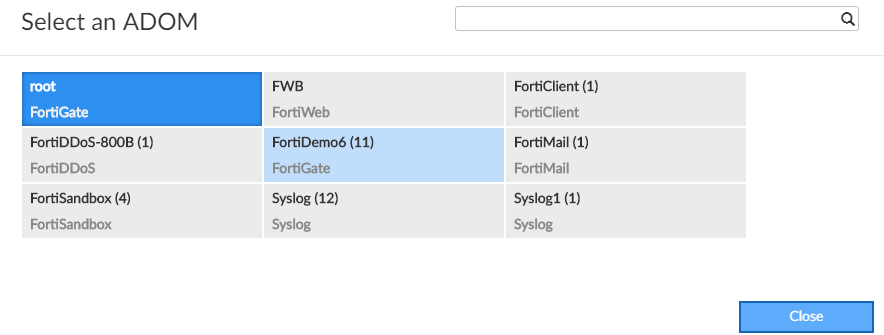 Select an ADOM
root
FortiGate
FWB
FortiWeb
FortiClient (1)
FortiClient
FortiDDoS-800B (1)
FortiDDoS
FortiDemo6 (11)
FortiGate
FortiMail (1)
FortiMail
FortiSandbox (4)
FortiSandbox
Syslog (12)
Syslog
Syslog1 (1)
Syslog
Close